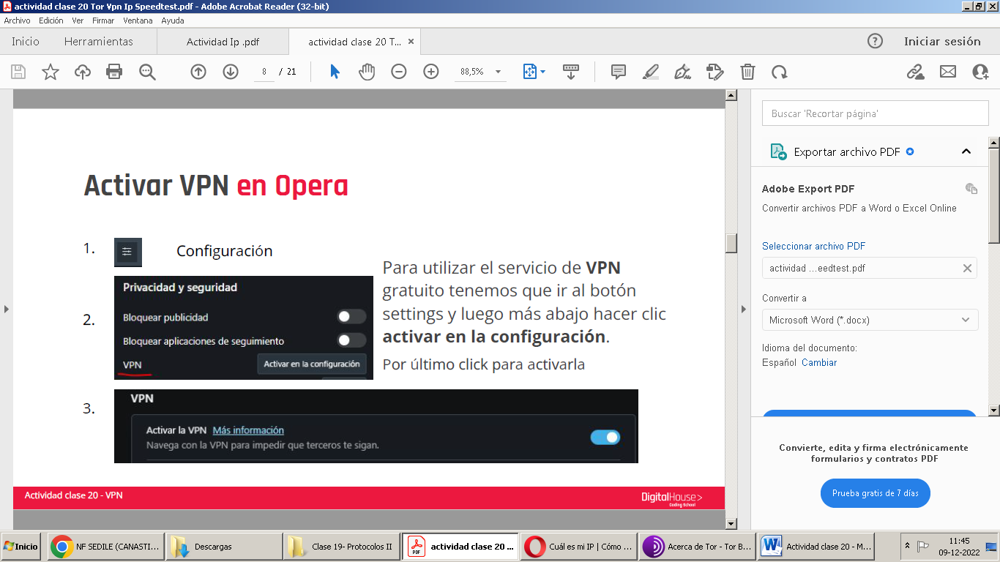 actividad clase 20 Tor Vpn Ip Speedtest.pdf - Adobe Acrobat Reader (32-bit)
Archivo Edición Ver Firmar Ventana Ayuda
Inicio Herramientas Actividad Ip .pdf actividad clase 20 T... × Iniciar sesión
8 / 21 88,5%
Buscar 'Recortar página'
Exportar archivo PDF
Adobe Export PDF
Convertir archivos PDF a Word o Excel Online
Seleccionar archivo PDF
actividad ...eedtest.pdf
Convertir a
Microsoft Word (*.docx)
Idioma del documento:
Español Cambiar
Convierte, edita y firma electrónicamente
formularios y contratos PDF
Prueba gratis de 7 días
Activar VPN en Opera
1. Configuración
2. Privacidad y seguridad
Bloquear publicidad
Bloquear aplicaciones de seguimiento
VPN Activar en la configuración
Para utilizar el servicio de VPN
gratuito tenemos que ir al botón
settings y luego más abajo hacer clic
activar en la configuración.
Por último click para activarla
3. VPN
Activar la VPN Más información
Navega con la VPN para impedir que terceros te sigan.
Actividad clase 20 - VPN
DigitalHouse>
Coding School
Inicio
NF SEDILE (CANASTI...
Descargas
Clase 19- Protocolos II
PDF
actividad clase 20 ...
Cuál es mi IP | Cómo ...
Acerca de Tor - Tor B...
Actividad clase 20 - M...
11:45
09-12-2022